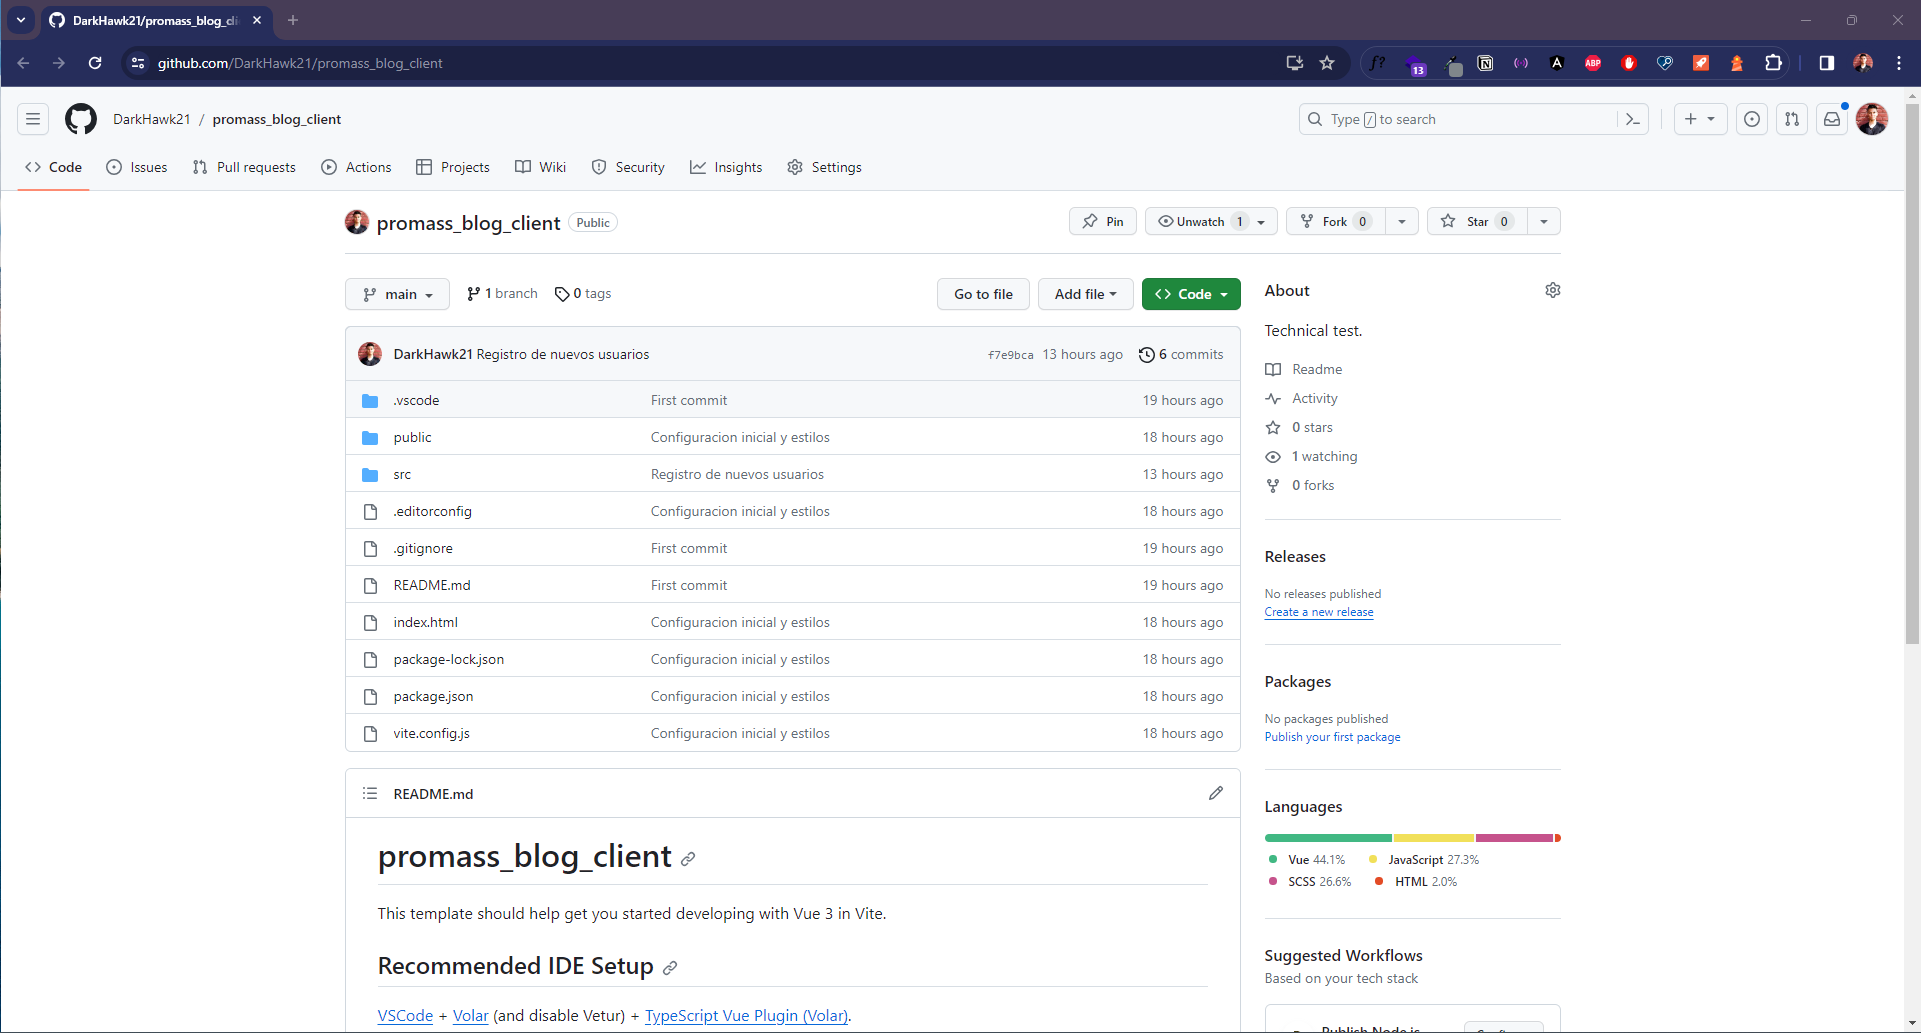 DarkHawk21/promass_blog_cli
github.com/DarkHawk21/promass_blog_client
f?
13
N
A
ABP
DarkHawk21 / promass_blog_client
Type / to search
Code
Issues
Pull requests
Actions
Projects
Wiki
Security
Insights
Settings
promass_blog_client Public
Pin
Unwatch 1
Fork 0
Star 0
main
1 branch
0 tags
Go to file
Add file
Code
DarkHawk21 Registro de nuevos usuarios f7e9bca 13 hours ago 6 commits
.vscode First commit 19 hours ago
public Configuracion inicial y estilos 18 hours ago
src Registro de nuevos usuarios 13 hours ago
.editorconfig Configuracion inicial y estilos 18 hours ago
.gitignore First commit 19 hours ago
README.md First commit 19 hours ago
index.html Configuracion inicial y estilos 18 hours ago
package-lock.json Configuracion inicial y estilos 18 hours ago
package.json Configuracion inicial y estilos 18 hours ago
vite.config.js Configuracion inicial y estilos 18 hours ago
README.md
promass_blog_client
This template should help get you started developing with Vue 3 in Vite.
Recommended IDE Setup
VSCode + Volar (and disable Vetur) + TypeScript Vue Plugin (Volar).
About
Technical test.
Readme
Activity
0 stars
1 watching
0 forks
Releases
No releases published
Create a new release
Packages
No packages published
Publish your first package
Languages
Vue 44.1% JavaScript 27.3%
SCSS 26.6% HTML 2.0%
Suggested Workflows
Based on your tech stack
Publish Node.js